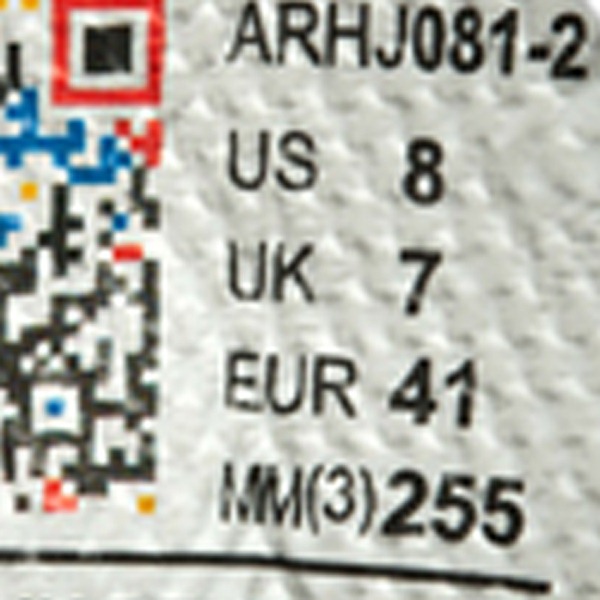 ARHJ081-2
US 8
UK 7
EUR 41
MM(3) 255